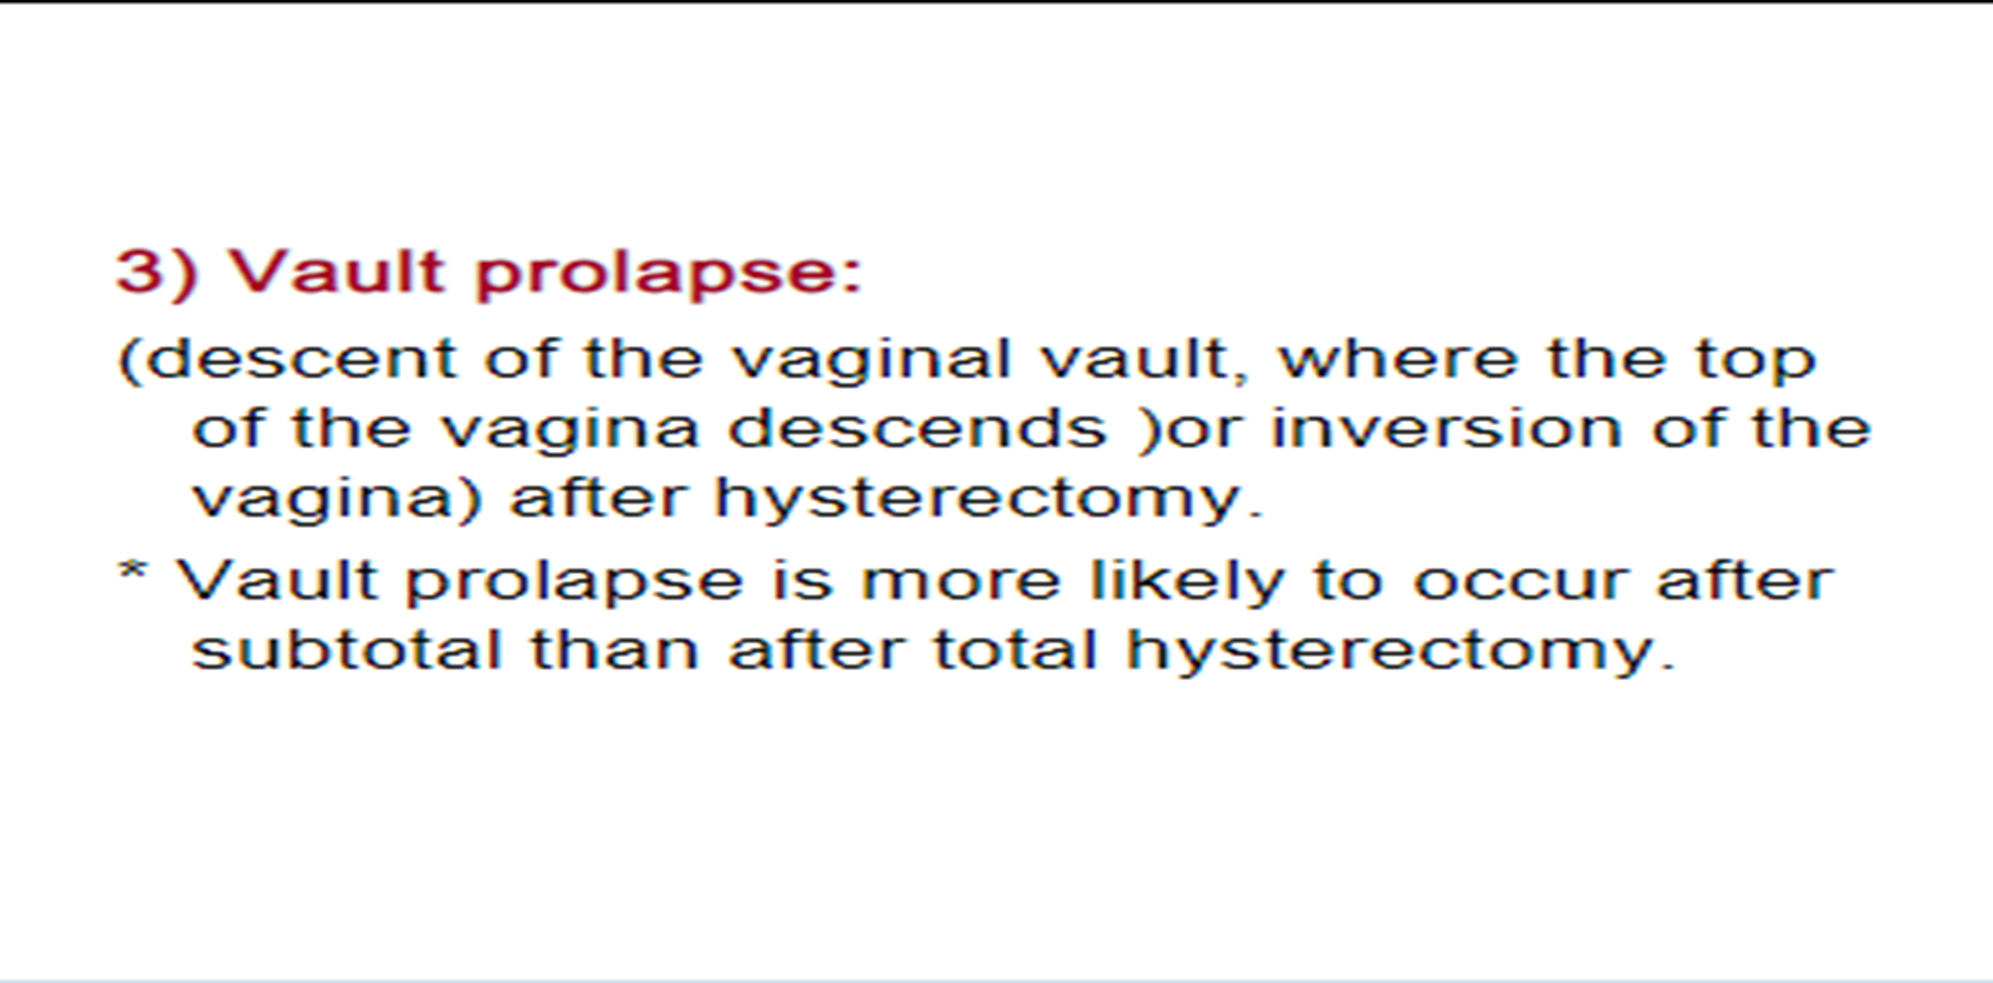 3) Vault prolapse:
(descent of the vaginal vault, where the top
of the vagina descends )or inversion of the
vagina) after hysterectomy.
* Vault prolapse is more likely to occur after
subtotal than after total hysterectomy.